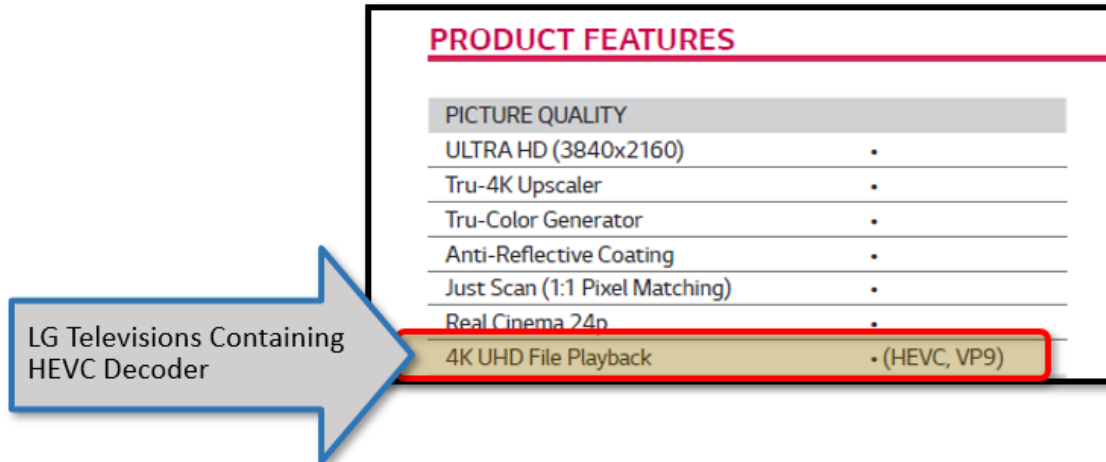 PRODUCT FEATURES
PICTURE QUALITY
ULTRA HD (3840x2160) •
Tru-4K Upscaler •
Tru-Color Generator •
Anti-Reflective Coating •
Just Scan (1:1 Pixel Matching) •
Real Cinema 24p •
4K UHD File Playback • (HEVC, VP9)
LG Televisions Containing
HEVC Decoder